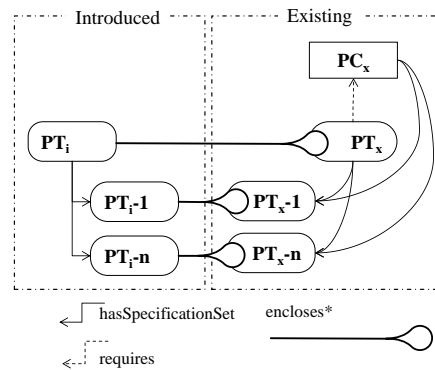 Introduced Existing
PCx
PTi PTx
PTi-1 PTx-1
PTi-n PTx-n
hasSpecificationSet encloses*
requires